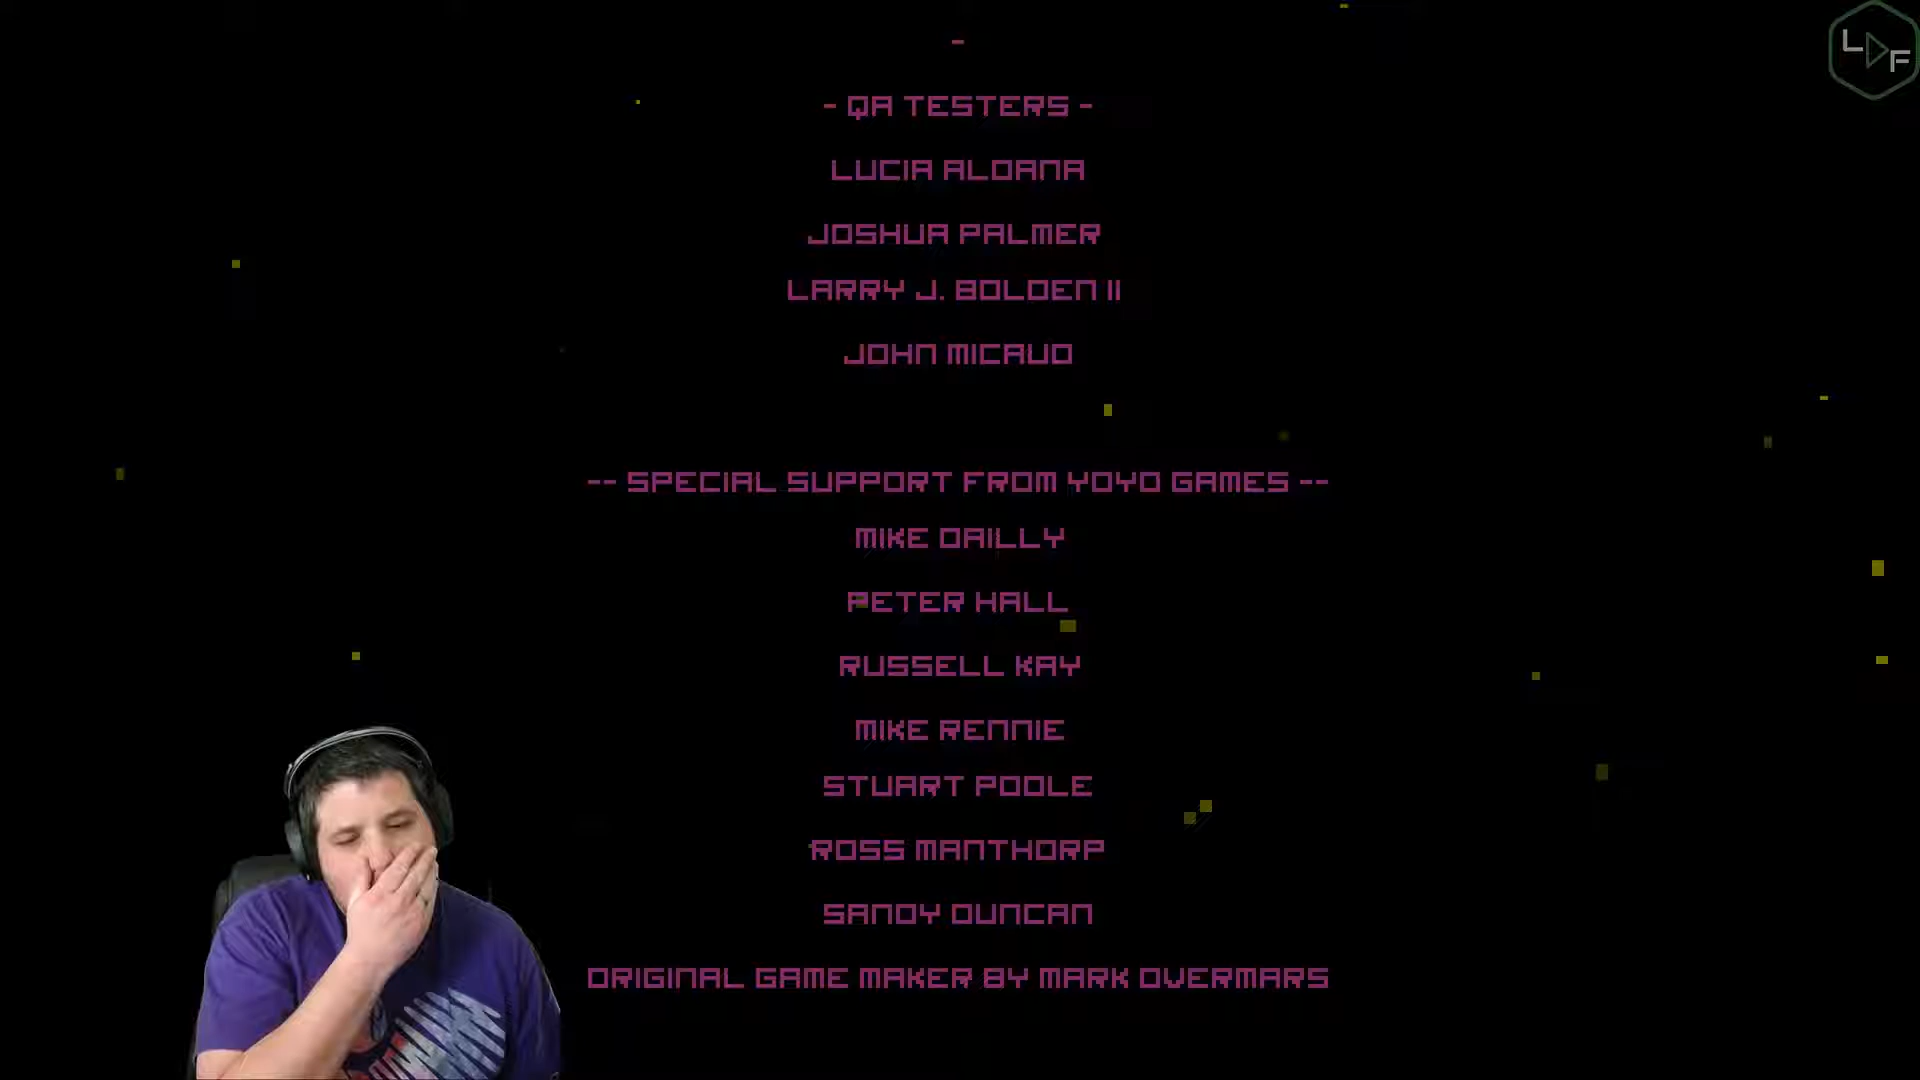 -
- QA TESTERS -
LUCIA ALDANA
JOSHUA PALMER
LARRY J. BOLDEN II
JOHN MICAUD
-- SPECIAL SUPPORT FROM YOYO GAMES --
MIKE DAILLY
PETER HALL
RUSSELL KAY
MIKE RENNIE
STUART POOLE
ROSS MANTHORP
SANDY DUNCAN
ORIGINAL GAME MAKER BY MARK OVERMARS
L F